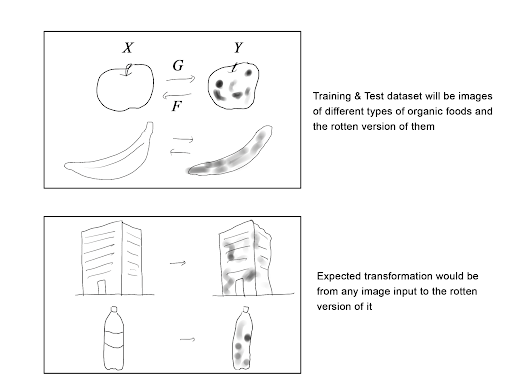 X
Y
G
F
Training & Test dataset will be images
of different types of organic foods and
the rotten version of them
Expected transformation would be
from any image input to the rotten
version of it